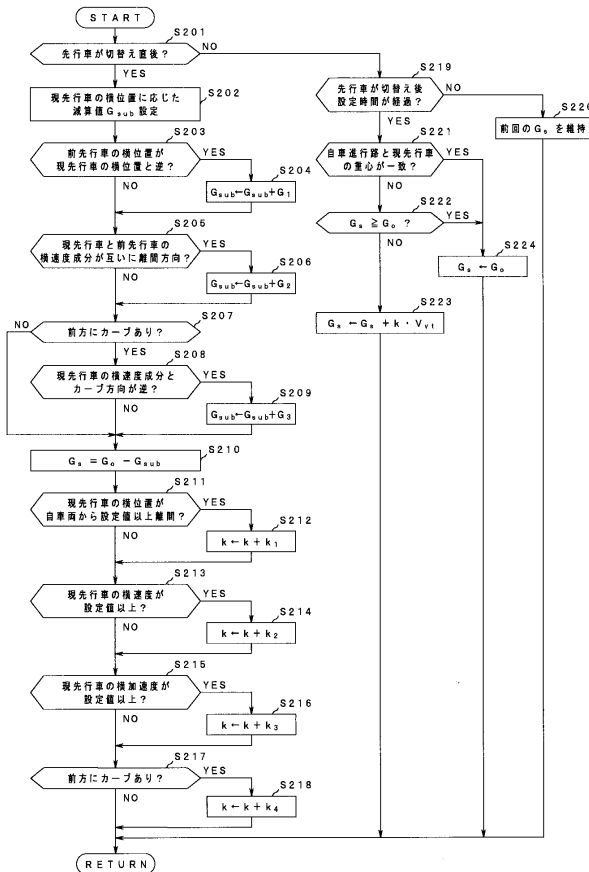 START
S201
先行車が切替え直後?
NO
YES
S202
現先行車の横位置に応じた
減算値Gsub設定
S203
前先行車の横位置が
現先行車の横位置と逆?
YES
NO
S204
Gsub←Gsub+G1
S205
現先行車と前先行車の
横速度成分が互いに離間方向?
YES
NO
S206
Gsub←Gsub+G2
S207
NO
前方にカーブあり?
YES
S208
現先行車の横速度成分と
カーブ方向が逆?
YES
NO
S209
Gsub←Gsub+G3
S210
Gs = Go - Gsub
S211
現先行車の横位置が
自車両から設定値以上離間?
YES
NO
S212
k←k+k1
S213
現先行車の横速度が
設定値以上?
YES
NO
S214
k←k+k2
S215
現先行車の横加速度が
設定値以上?
YES
NO
S216
k←k+k3
S217
前方にカーブあり?
YES
NO
S218
k←k+k4
RETURN
S219
先行車が切替え後
設定時間が経過?
NO
YES
S220
前回のGsを維持
S221
自車進行路と現先行車
の重心が一致?
YES
NO
S222
Gs≧Go?
YES
NO
S223
Gs←Gs+k・Vyt
S224
Gs←Go